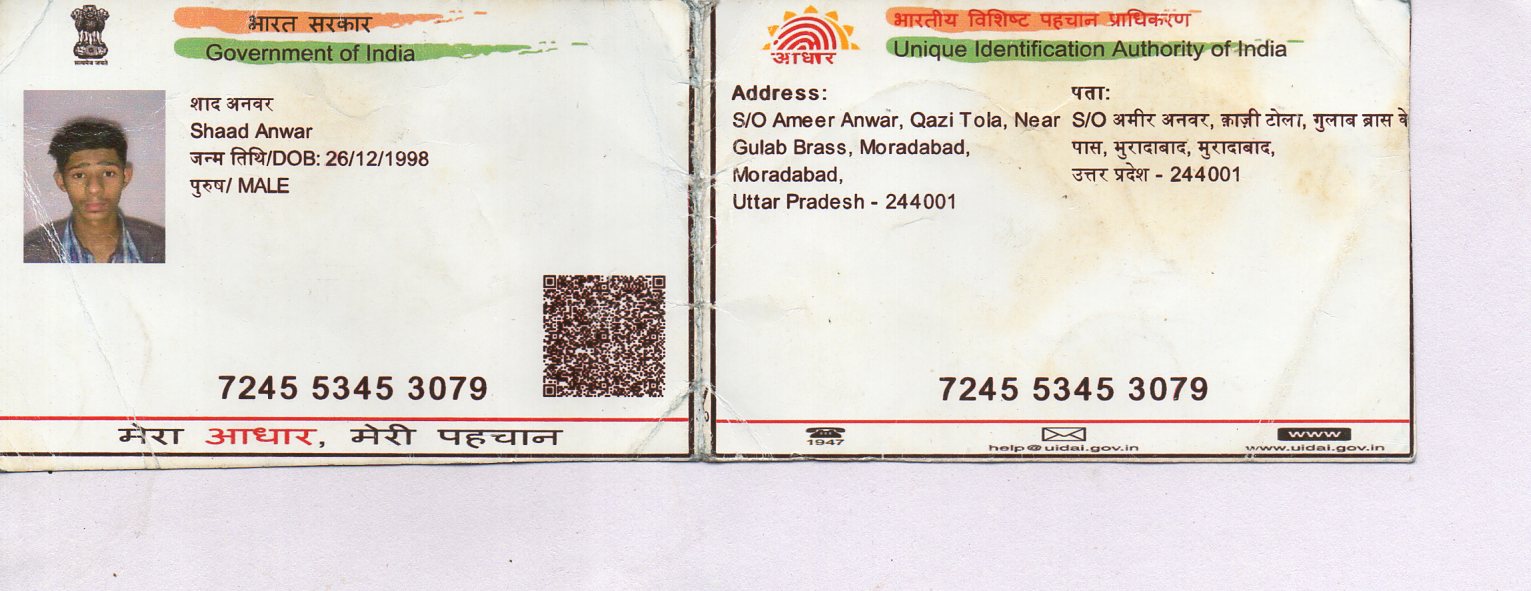 भारत सरकार
Government of India
सत्यमेव जयते
शाद अनवर
Shaad Anwar
जन्म तिथि/DOB: 26/12/1998
पुरुष/ MALE
7245 5345 3079
मेरा आधार, मेरी पहचान
भारतीय विशिष्ट पहचान प्राधिकरण
Unique Identification Authority of India
आधार
Address:
S/O Ameer Anwar, Qazi Tola, Near
Gulab Brass, Moradabad,
Moradabad,
Uttar Pradesh - 244001
पता:
S/O अमीर अनवर, क़ाज़ी टोला, गुलाब ब्रास
पास, मुरादाबाद, मुरादाबाद,
उत्तर प्रदेश - 244001
7245 5345 3079
1947
help@uidai.gov.in
www
www.uidai.gov.in